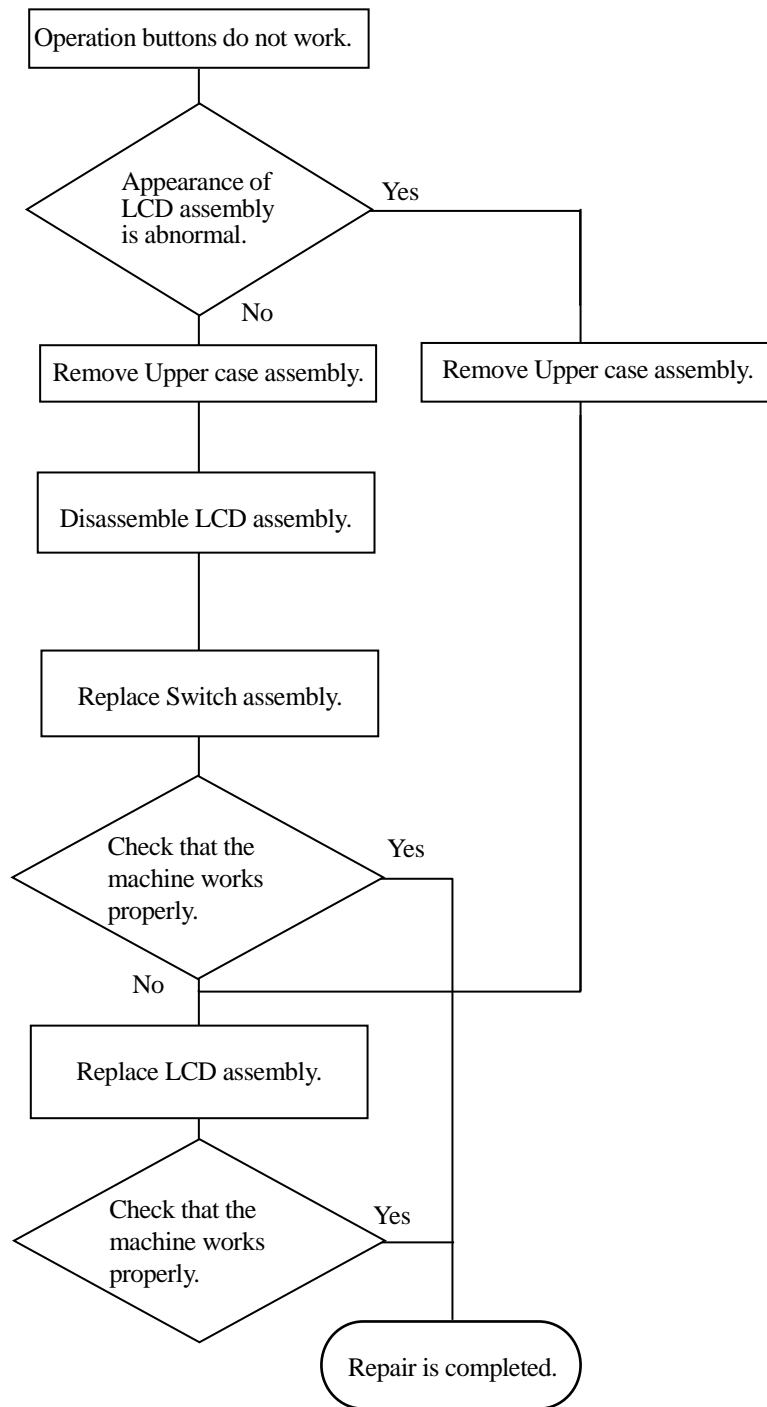 Operation buttons do not work.
Appearance of
LCD assembly
is abnormal.
Yes
No
Remove Upper case assembly.
Remove Upper case assembly.
Disassemble LCD assembly.
Replace Switch assembly.
Check that the
machine works
properly.
Yes
No
Replace LCD assembly.
Check that the
machine works
properly.
Yes
Repair is completed.